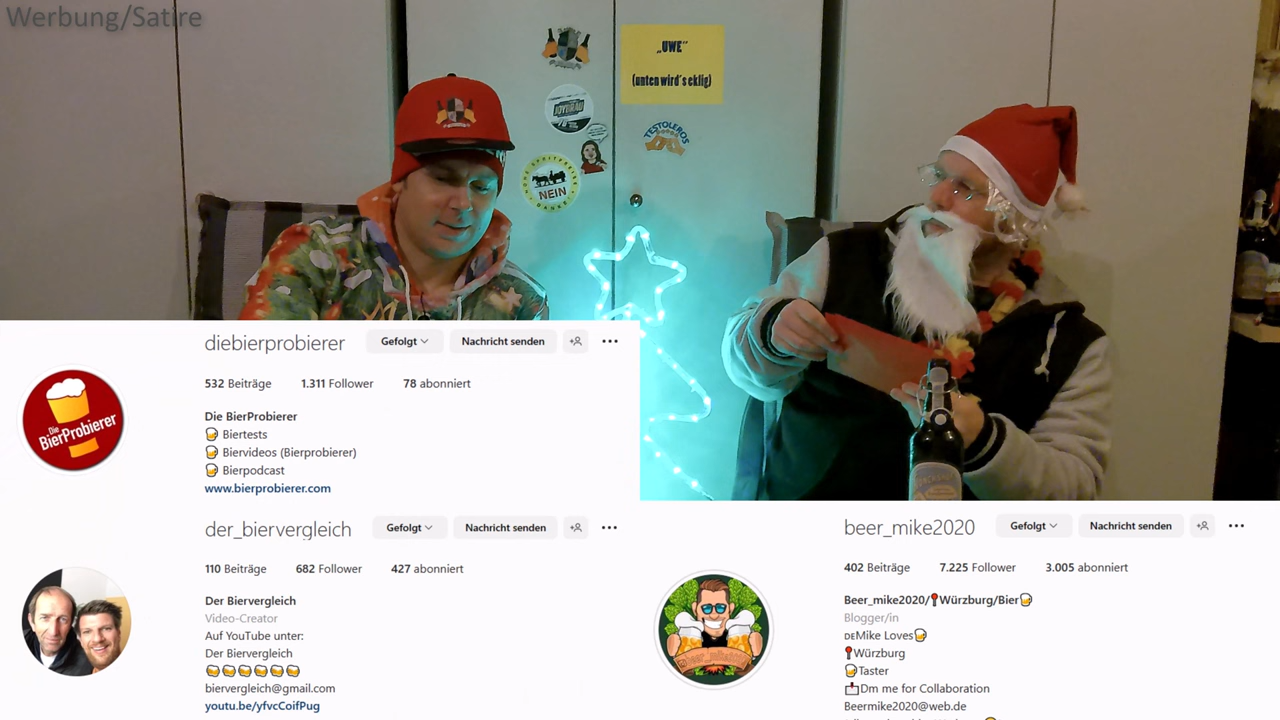 Werbung/Satire
„UWE"
(unten wird's eklig)
TESTOLEROS
NEIN
DANKE!
diebierprobierer
Gefolgt
Nachricht senden
532 Beiträge
1.311 Follower
78 abonniert
Die
BierProbierer
Die BierProbierer
Biertests
Biervideos (Bierprobierer)
Bierpodcast
www.bierprobierer.com
der_biervergleich
Gefolgt
Nachricht senden
110 Beiträge
682 Follower
427 abonniert
Der Biervergleich
Video-Creator
Auf YouTube unter:
Der Biervergleich
biervergleich@gmail.com
youtu.be/yfvcCoifPug
beer_mike2020
Gefolgt
Nachricht senden
402 Beiträge
7.225 Follower
3.005 abonniert
Beer_mike2020/📍Würzburg/Bier🍺
Blogger/in
DEMike Loves🍺
Würzburg
Taster
Dm me for Collaboration
Beermike2020@web.de